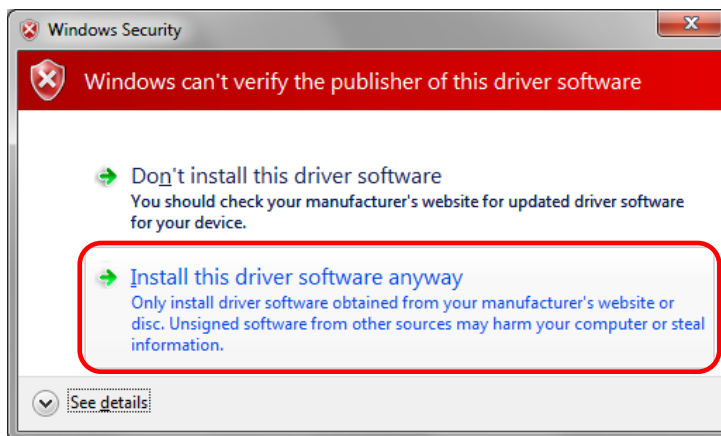 Windows Security
Windows can't verify the publisher of this driver software
Don't install this driver software
You should check your manufacturer's website for updated driver software
for your device.
Install this driver software anyway
Only install driver software obtained from your manufacturer's website or
disc. Unsigned software from other sources may harm your computer or steal
information.
See details